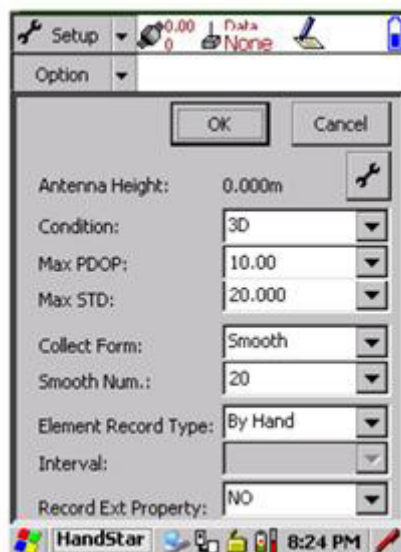 Setup 0.00 Data
0 None
Option
OK Cancel
Antenna Height: 0.000m
Condition: 3D
Max PDOP: 10.00
Max STD: 20.000
Collect Form: Smooth
Smooth Num.: 20
Element Record Type: By Hand
Interval:
Record Ext Property: NO
HandStar 8:24 PM